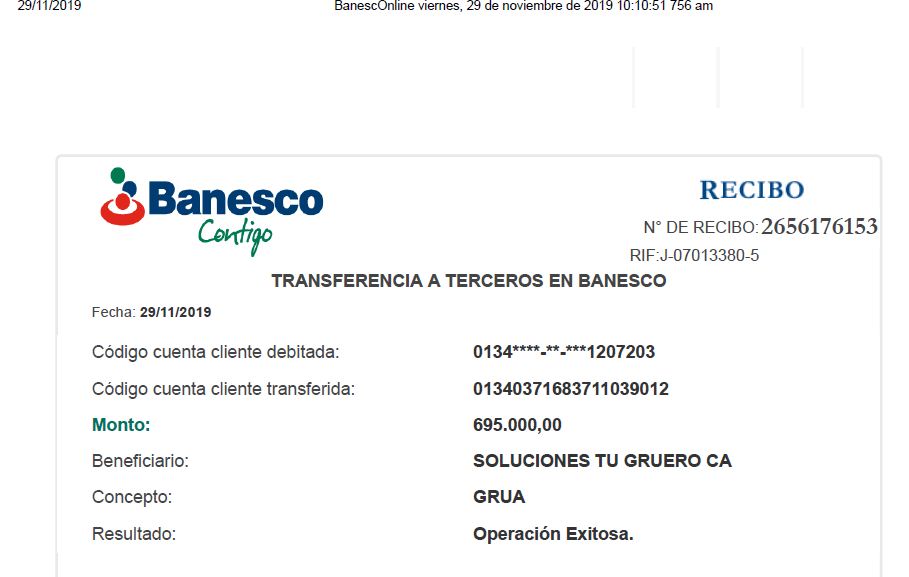 29/11/2019
BanescOnline viernes, 29 de noviembre de 2019 10:10:51 756 am
Banesco
Contigo
RECIBO
N° DE RECIBO: 2656176153
RIF:J-07013380-5
TRANSFERENCIA A TERCEROS EN BANESCO
Fecha: 29/11/2019
Código cuenta cliente debitada: 0134****-**-***1207203
Código cuenta cliente transferida: 01340371683711039012
Monto: 695.000,00
Beneficiario: SOLUCIONES TU GRUERO CA
Concepto: GRUA
Resultado: Operación Exitosa.